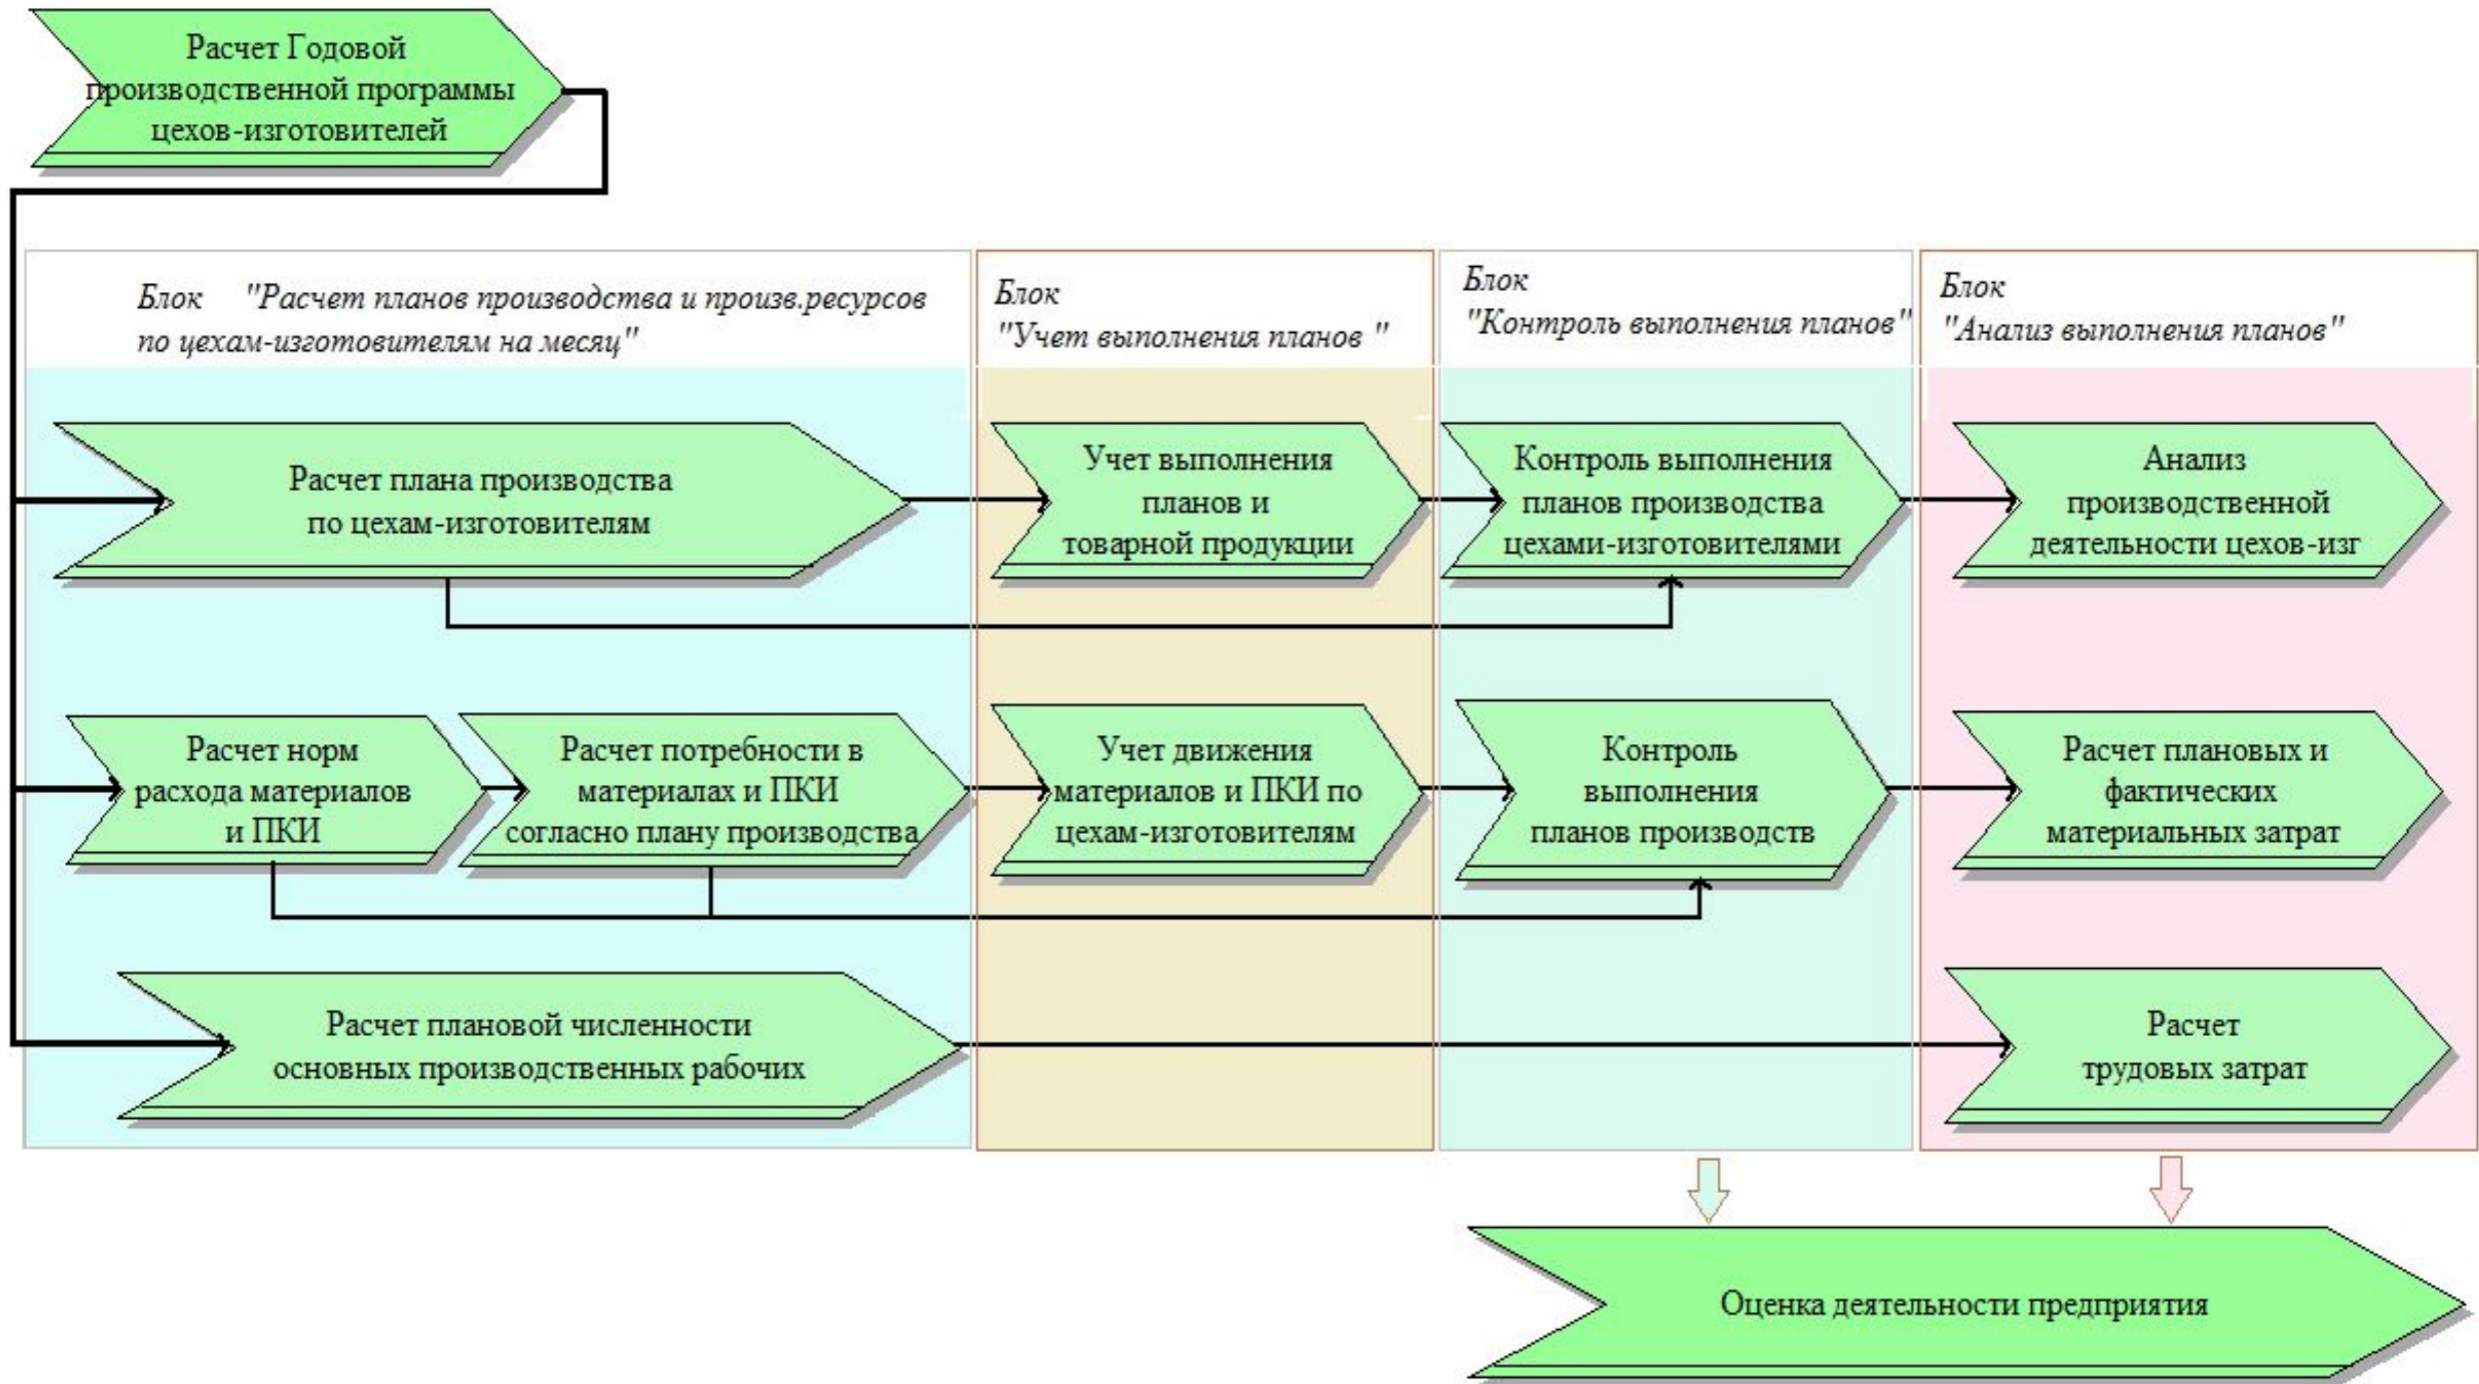 Расчет Годовой
производственной программы
цехов-изготовителей
Блок "Расчет планов производства и произв.ресурсов
по цехам-изготовителям на месяц"
Блок
"Учет выполнения планов "
Блок
"Контроль выполнения планов"
Блок
"Анализ выполнения планов"
Расчет плана производства
по цехам-изготовителям
Учет выполнения
планов и
товарной продукции
Контроль выполнения
планов производства
цехами-изготовителями
Анализ
производственной
деятельности цехов-изг
Расчет норм
расхода материалов
и ПКИ
Расчет потребности в
материалах и ПКИ
согласно плану производства
Учет движения
материалов и ПКИ по
цехам-изготовителям
Контроль
выполнения
планов производств
Расчет плановых и
фактических
материальных затрат
Расчет плановой численности
основных производственных рабочих
Расчет
трудовых затрат
Оценка деятельности предприятия